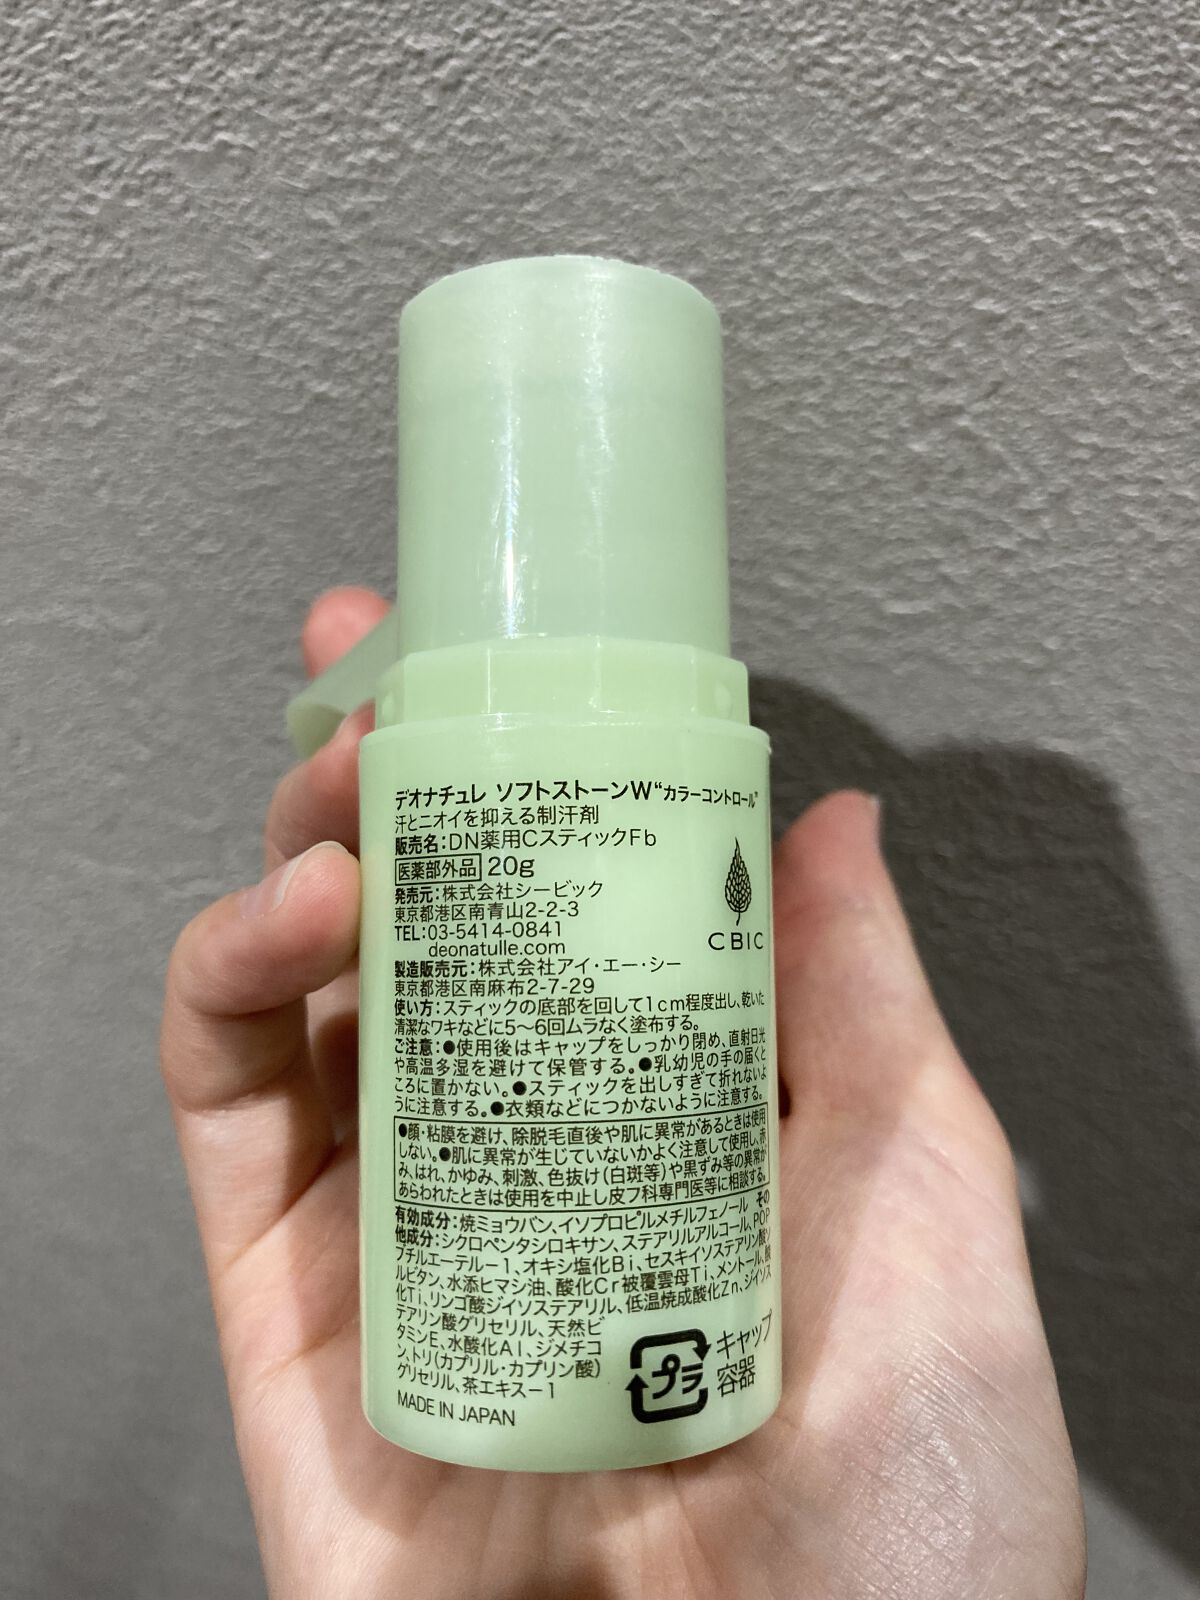 デオナチュレ ソフトストーンW“カラーコントロール”
汗とニオイを抑える制汗剤
販売名：DN薬用CスティックFb
医薬部外品 20g
発売元：株式会社シービック
東京都港区南青山2-2-3
TEL：03-5414-0841
deonatulle.com
CBIC
製造販売元：株式会社アイ・エー・シー
東京都港区南麻布2-7-29
使い方：スティックの底部を回して1cm程度出し、乾いた
清潔なワキなどに5〜6回ムラなく塗布する。
ご注意：●使用後はキャップをしっかり閉め、直射日光
や高温多湿を避けて保管する。●乳幼児の手の届くと
ころに置かない。●スティックを出しすぎて折れないよ
うに注意する。●衣類などにつかないように注意する。
●顔・粘膜を避け、除脱毛直後や肌に異常があるときは使用
しない。●肌に異常が生じていないかよく注意して使用し、赤
み、はれ、かゆみ、刺激、色抜け（白斑等）や黒ずみ等の異常が
あらわれたときは使用を中止し皮フ科専門医等に相談する。
有効成分：焼ミョウバン、イソプロピルメチルフェノール その
他成分：シクロペンタシロキサン、ステアリルアルコール、POP
ブチルエーテル−1、オキシ塩化Bi、セスキイソステアリン酸ソ
ルビタン、水添ヒマシ油、酸化Cr被覆雲母Ti、メントール、酸
化Ti、リンゴ酸ジイソステアリル、低温焼成酸化Zn、ジイソス
テアリン酸グリセリル、天然ビ
タミンE、水酸化Al、ジメチコ
ン、トリ（カプリル・カプリン酸）
グリセリル、茶エキス−1
MADE IN JAPAN
プラ
キャップ
容器